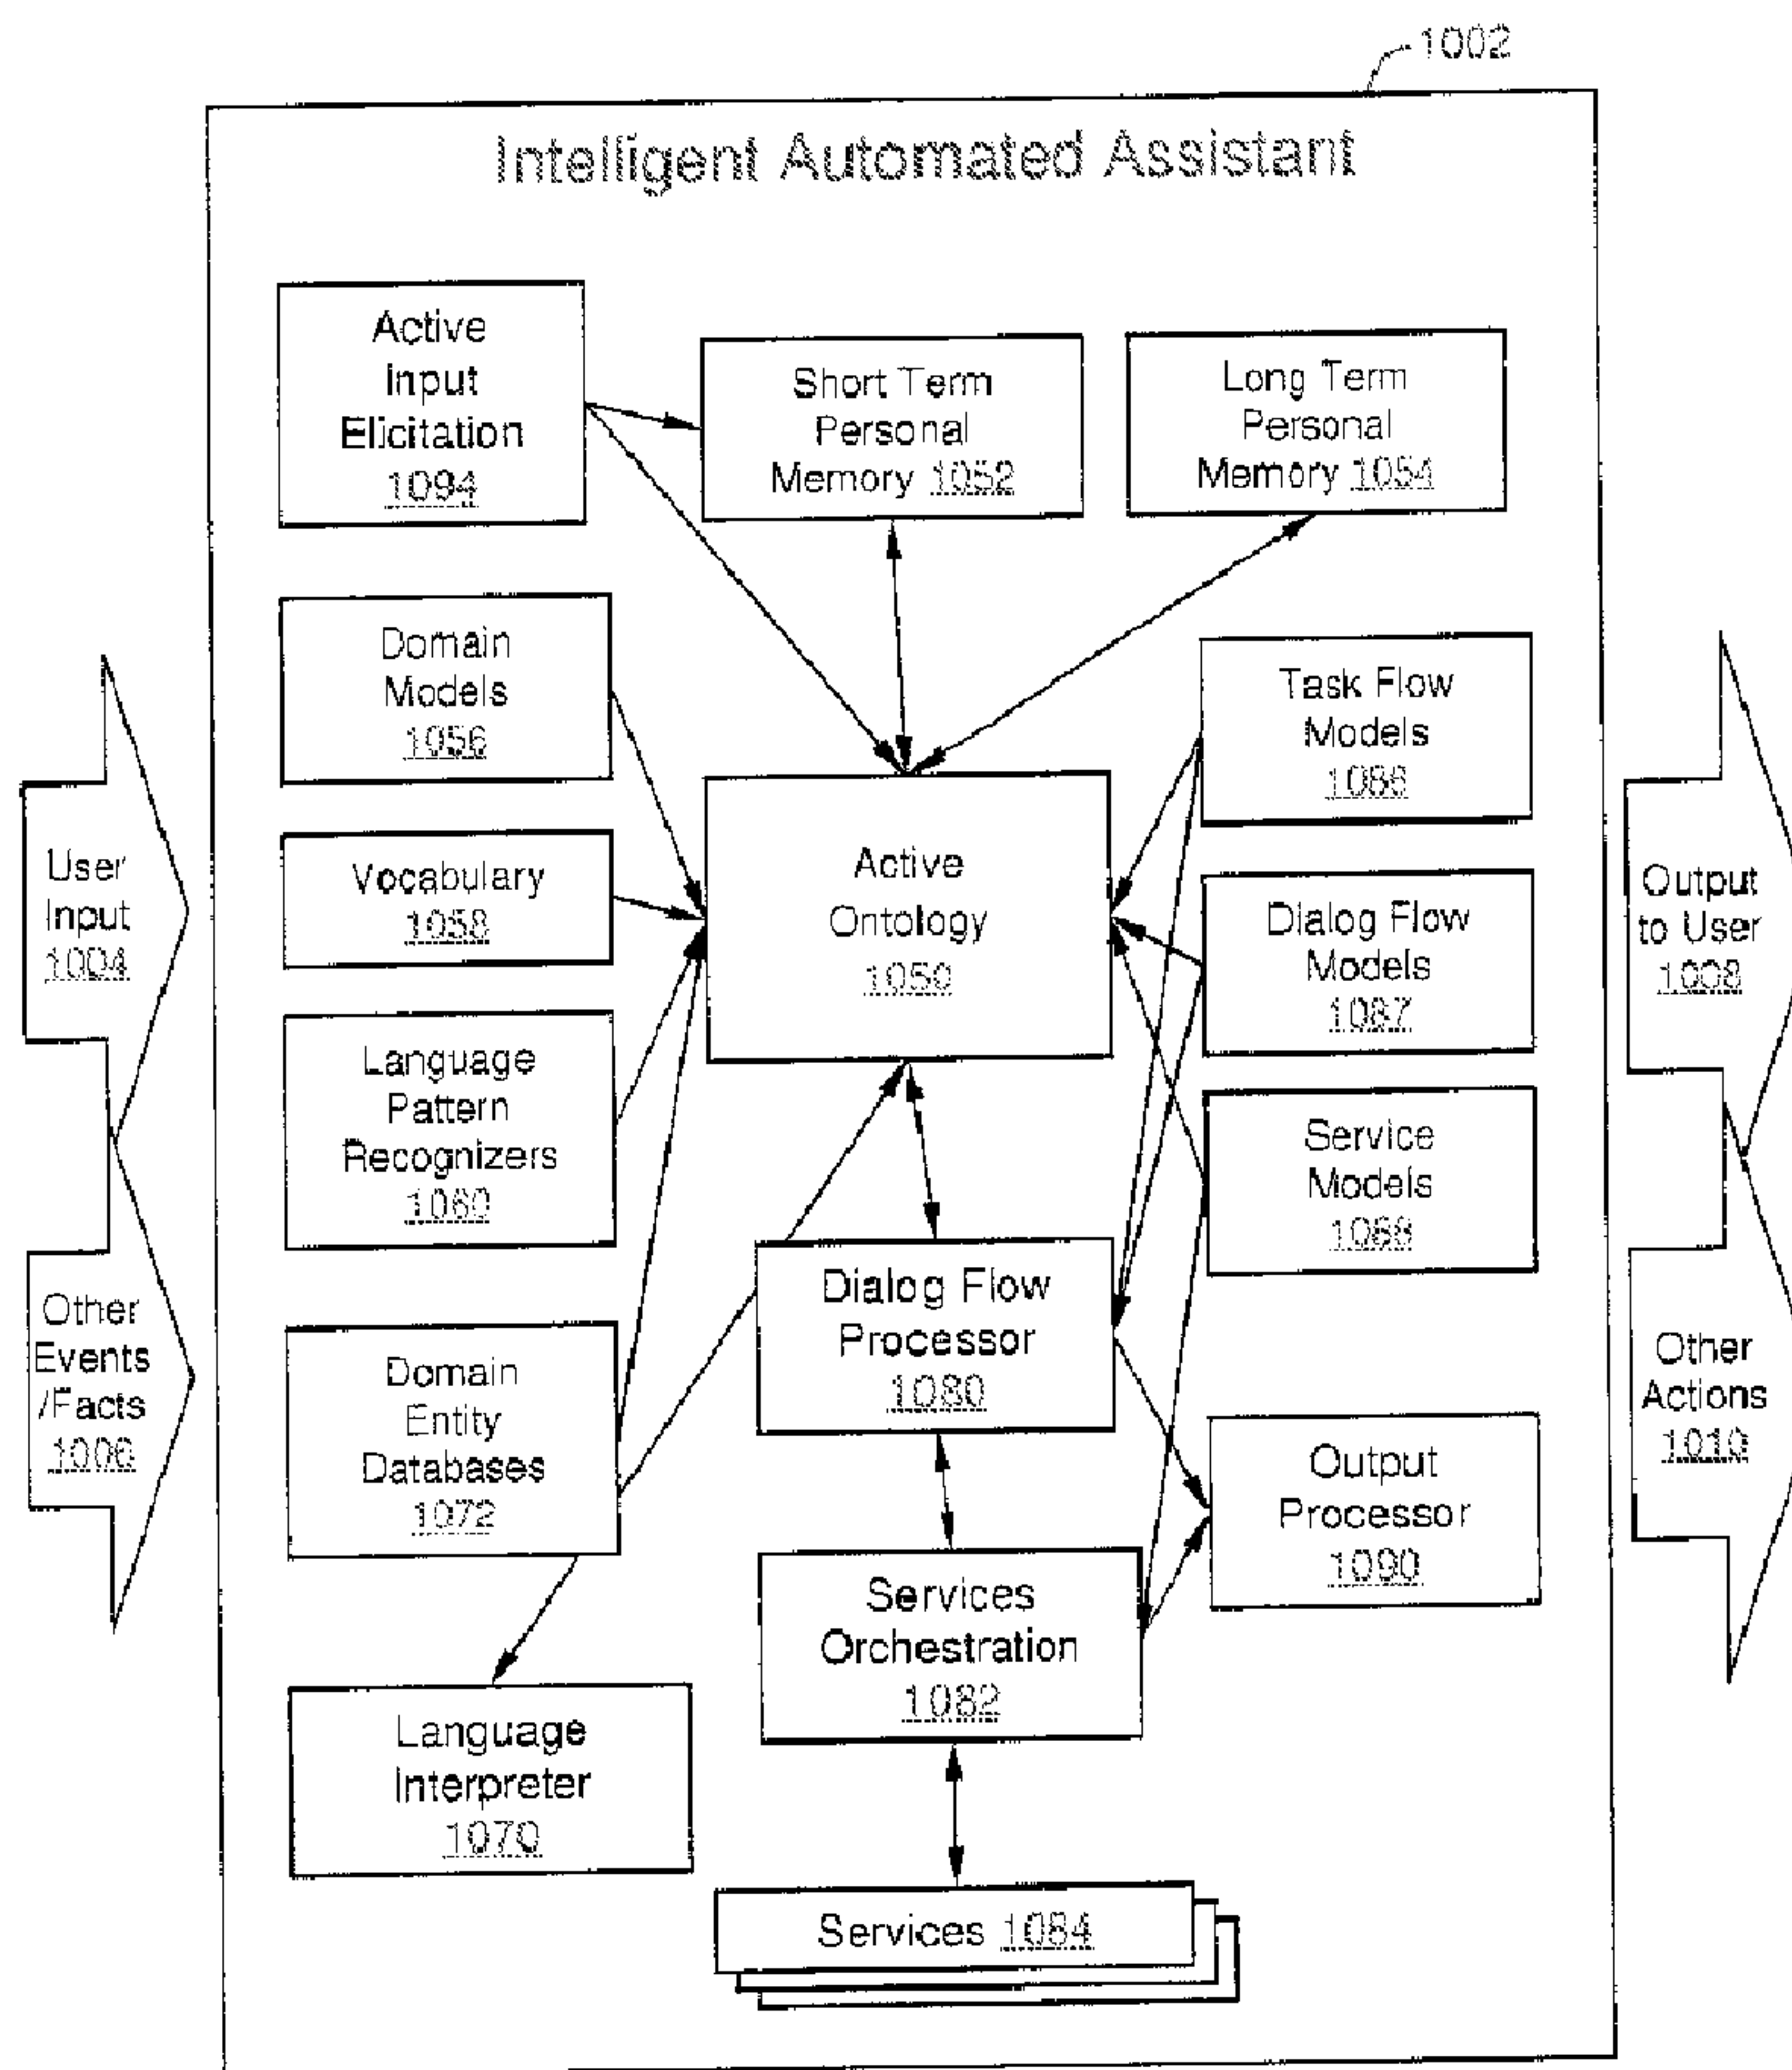 1002
Intelligent Automated Assistant
Active
Input
Elicitation
1094
Short Term
Personal
Memory 1052
Long Term
Personal
Memory 1054
Domain
Models
1056
Task Flow
Models
1086
User
Input
1004
Vocabulary
1058
Active
Ontology
1050
Dialog Flow
Models
1087
Output
to User
1008
Language
Pattern
Recognizers
1060
Service
Models
1088
Other
Events
/Facts
1006
Domain
Entity
Databases
1072
Dialog Flow
Processor
1080
Output
Processor
1090
Other
Actions
1010
Services
Orchestration
1082
Language
Interpreter
1070
Services 1084